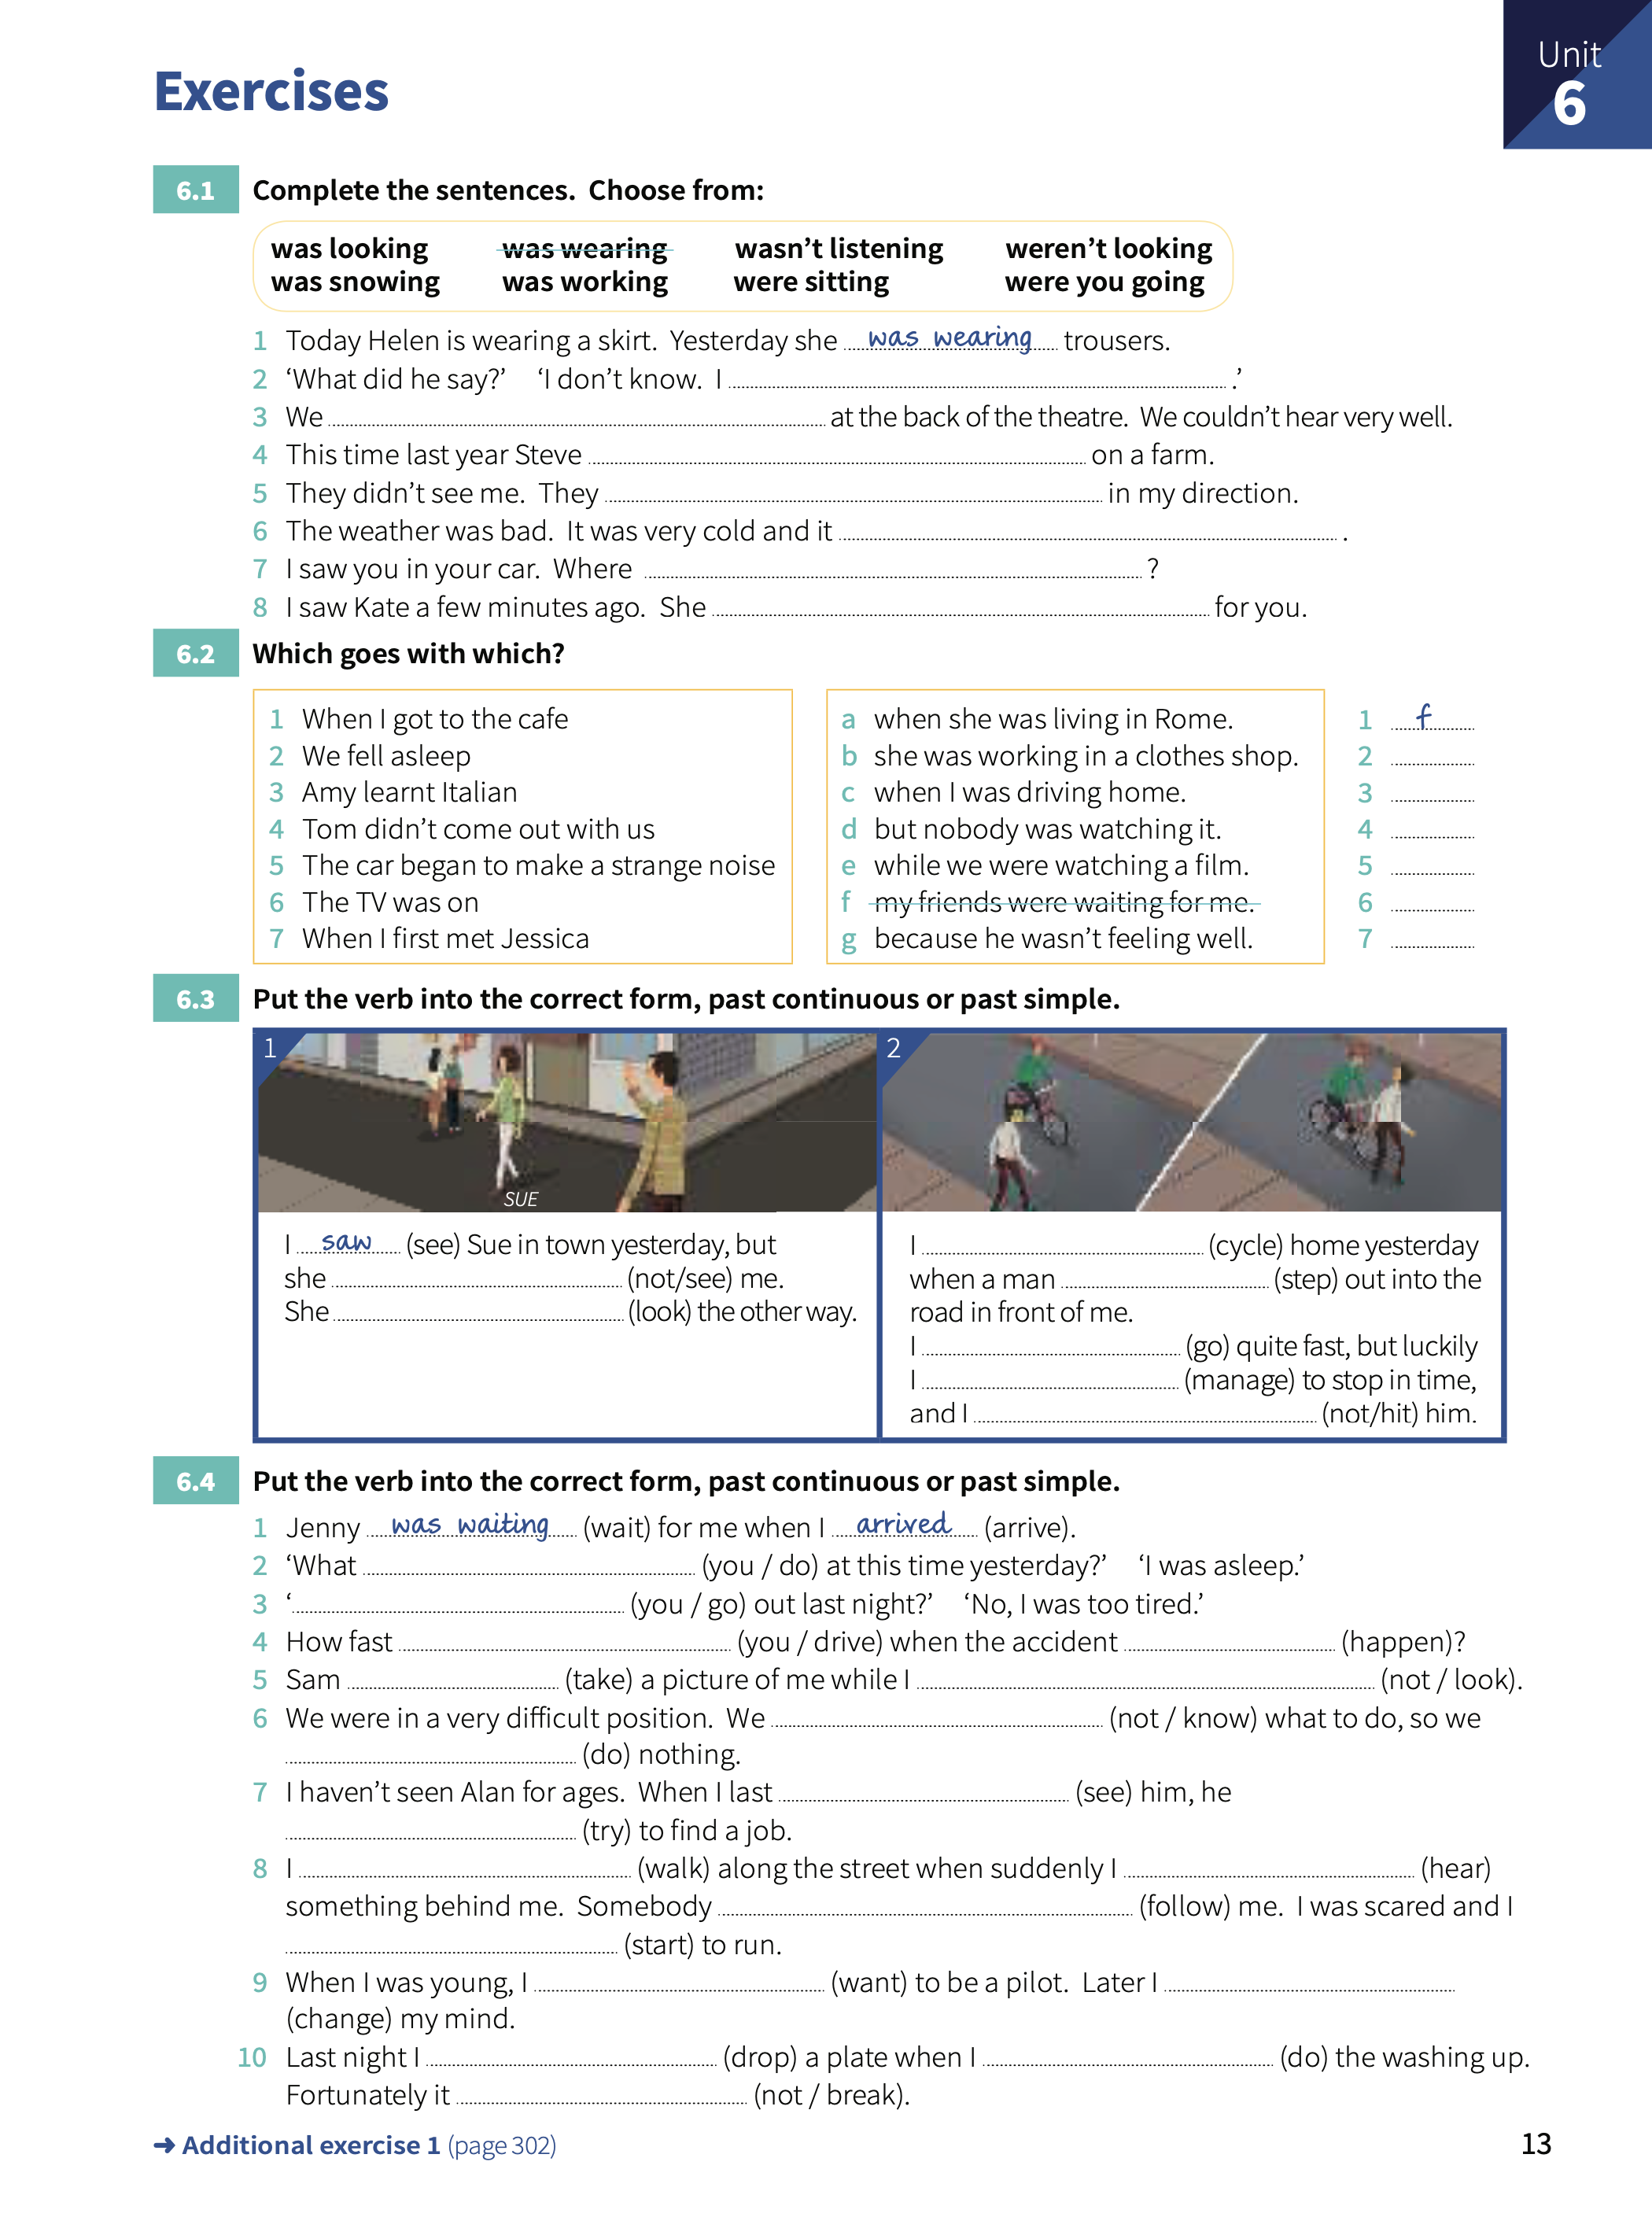 Unit
6
Exercises
6.1 Complete the sentences. Choose from:
was looking was wearing wasn’t listening weren’t looking
was snowing was working were sitting were you going
1 Today Helen is wearing a skirt. Yesterday she was wearing trousers.
2 ‘What did he say?’ ‘I don’t know. I .’
3 We at the back of the theatre. We couldn’t hear very well.
4 This time last year Steve on a farm.
5 They didn’t see me. They in my direction.
6 The weather was bad. It was very cold and it .
7 I saw you in your car. Where ?
8 I saw Kate a few minutes ago. She for you.
6.2 Which goes with which?
1 When I got to the cafe
2 We fell asleep
3 Amy learnt Italian
4 Tom didn’t come out with us
5 The car began to make a strange noise
6 The TV was on
7 When I first met Jessica
a when she was living in Rome.
b she was working in a clothes shop.
c when I was driving home.
d but nobody was watching it.
e while we were watching a film.
f my friends were waiting for me.
g because he wasn’t feeling well.
1 f
2
3
4
5
6
7
6.3 Put the verb into the correct form, past continuous or past simple.
1
SUE
I saw (see) Sue in town yesterday, but
she (not/see) me.
She (look) the other way.
2
I (cycle) home yesterday
when a man (step) out into the
road in front of me.
I (go) quite fast, but luckily
I (manage) to stop in time,
and I (not/hit) him.
6.4 Put the verb into the correct form, past continuous or past simple.
1 Jenny was waiting (wait) for me when I arrived (arrive).
2 ‘What (you / do) at this time yesterday?’ ‘I was asleep.’
3 ‘ (you / go) out last night?’ ‘No, I was too tired.’
4 How fast (you / drive) when the accident (happen)?
5 Sam (take) a picture of me while I (not / look).
6 We were in a very difficult position. We (not / know) what to do, so we
(do) nothing.
7 I haven’t seen Alan for ages. When I last (see) him, he
(try) to find a job.
8 I (walk) along the street when suddenly I (hear)
something behind me. Somebody (follow) me. I was scared and I
(start) to run.
9 When I was young, I (want) to be a pilot. Later I
(change) my mind.
10 Last night I (drop) a plate when I (do) the washing up.
Fortunately it (not / break).
➜ Additional exercise 1 (page 302)
13